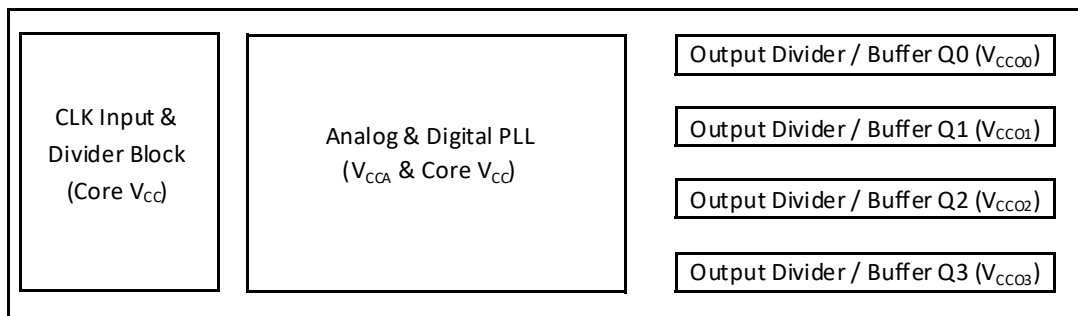 CLK Input &
Divider Block
(Core VCC)
Analog & Digital PLL
(VCCA & Core VCC)
Output Divider / Buffer Q0 (VCCO0)
Output Divider / Buffer Q1 (VCCO1)
Output Divider / Buffer Q2 (VCCO2)
Output Divider / Buffer Q3 (VCCO3)